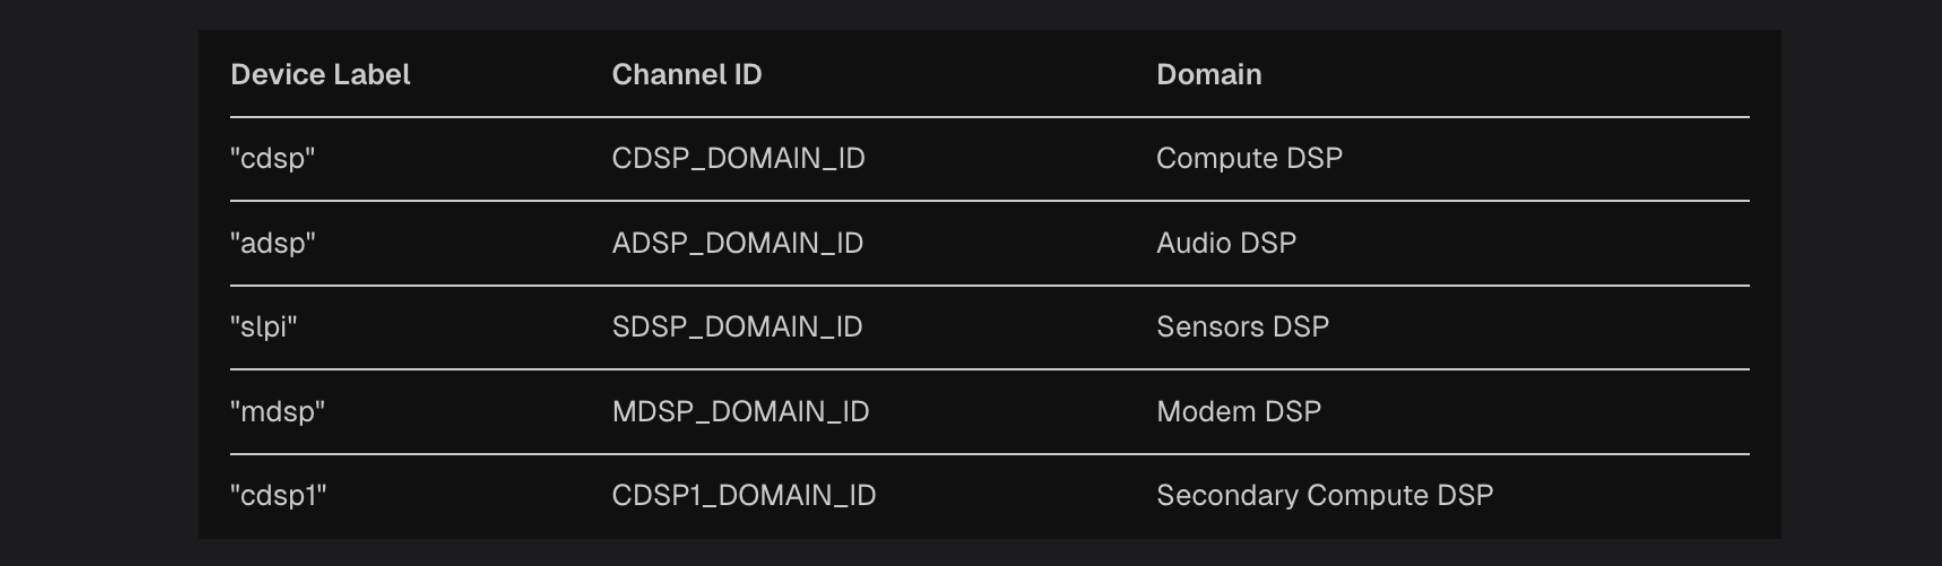 Device Label Channel ID Domain
"cdsp" CDSP_DOMAIN_ID Compute DSP
"adsp" ADSP_DOMAIN_ID Audio DSP
"slpi" SDSP_DOMAIN_ID Sensors DSP
"mdsp" MDSP_DOMAIN_ID Modem DSP
"cdsp1" CDSP1_DOMAIN_ID Secondary Compute DSP